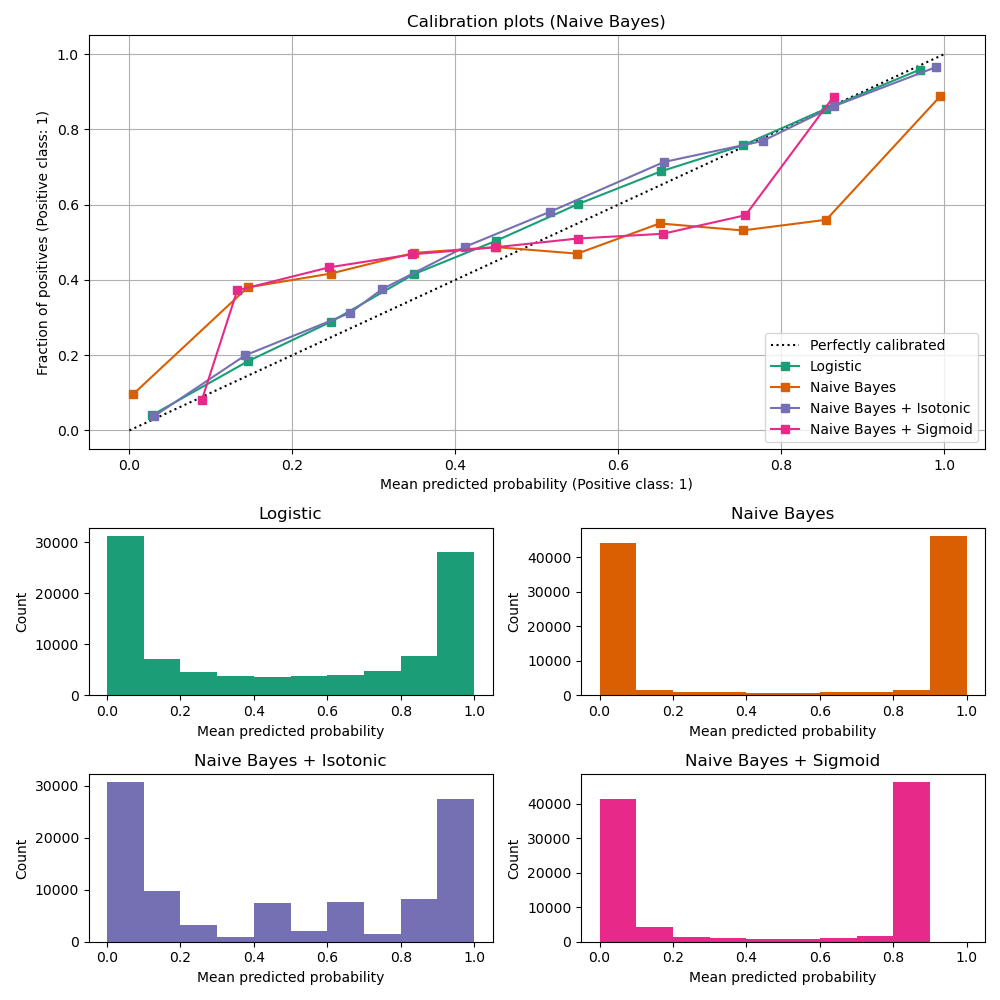 Calibration plots (Naive Bayes)
1.0
0.8
0.6
0.4
0.2
0.0
Fraction of positives (Positive class: 1)
Perfectly calibrated
Logistic
Naive Bayes
Naive Bayes + Isotonic
Naive Bayes + Sigmoid
0.0 0.2 0.4 0.6 0.8 1.0
Mean predicted probability (Positive class: 1)
Logistic
30000
20000
10000
0
Count
0.0 0.2 0.4 0.6 0.8 1.0
Mean predicted probability
Naive Bayes
40000
30000
20000
10000
0
Count
0.0 0.2 0.4 0.6 0.8 1.0
Mean predicted probability
Naive Bayes + Isotonic
30000
20000
10000
0
Count
0.0 0.2 0.4 0.6 0.8 1.0
Mean predicted probability
Naive Bayes + Sigmoid
40000
30000
20000
10000
0
Count
0.0 0.2 0.4 0.6 0.8 1.0
Mean predicted probability